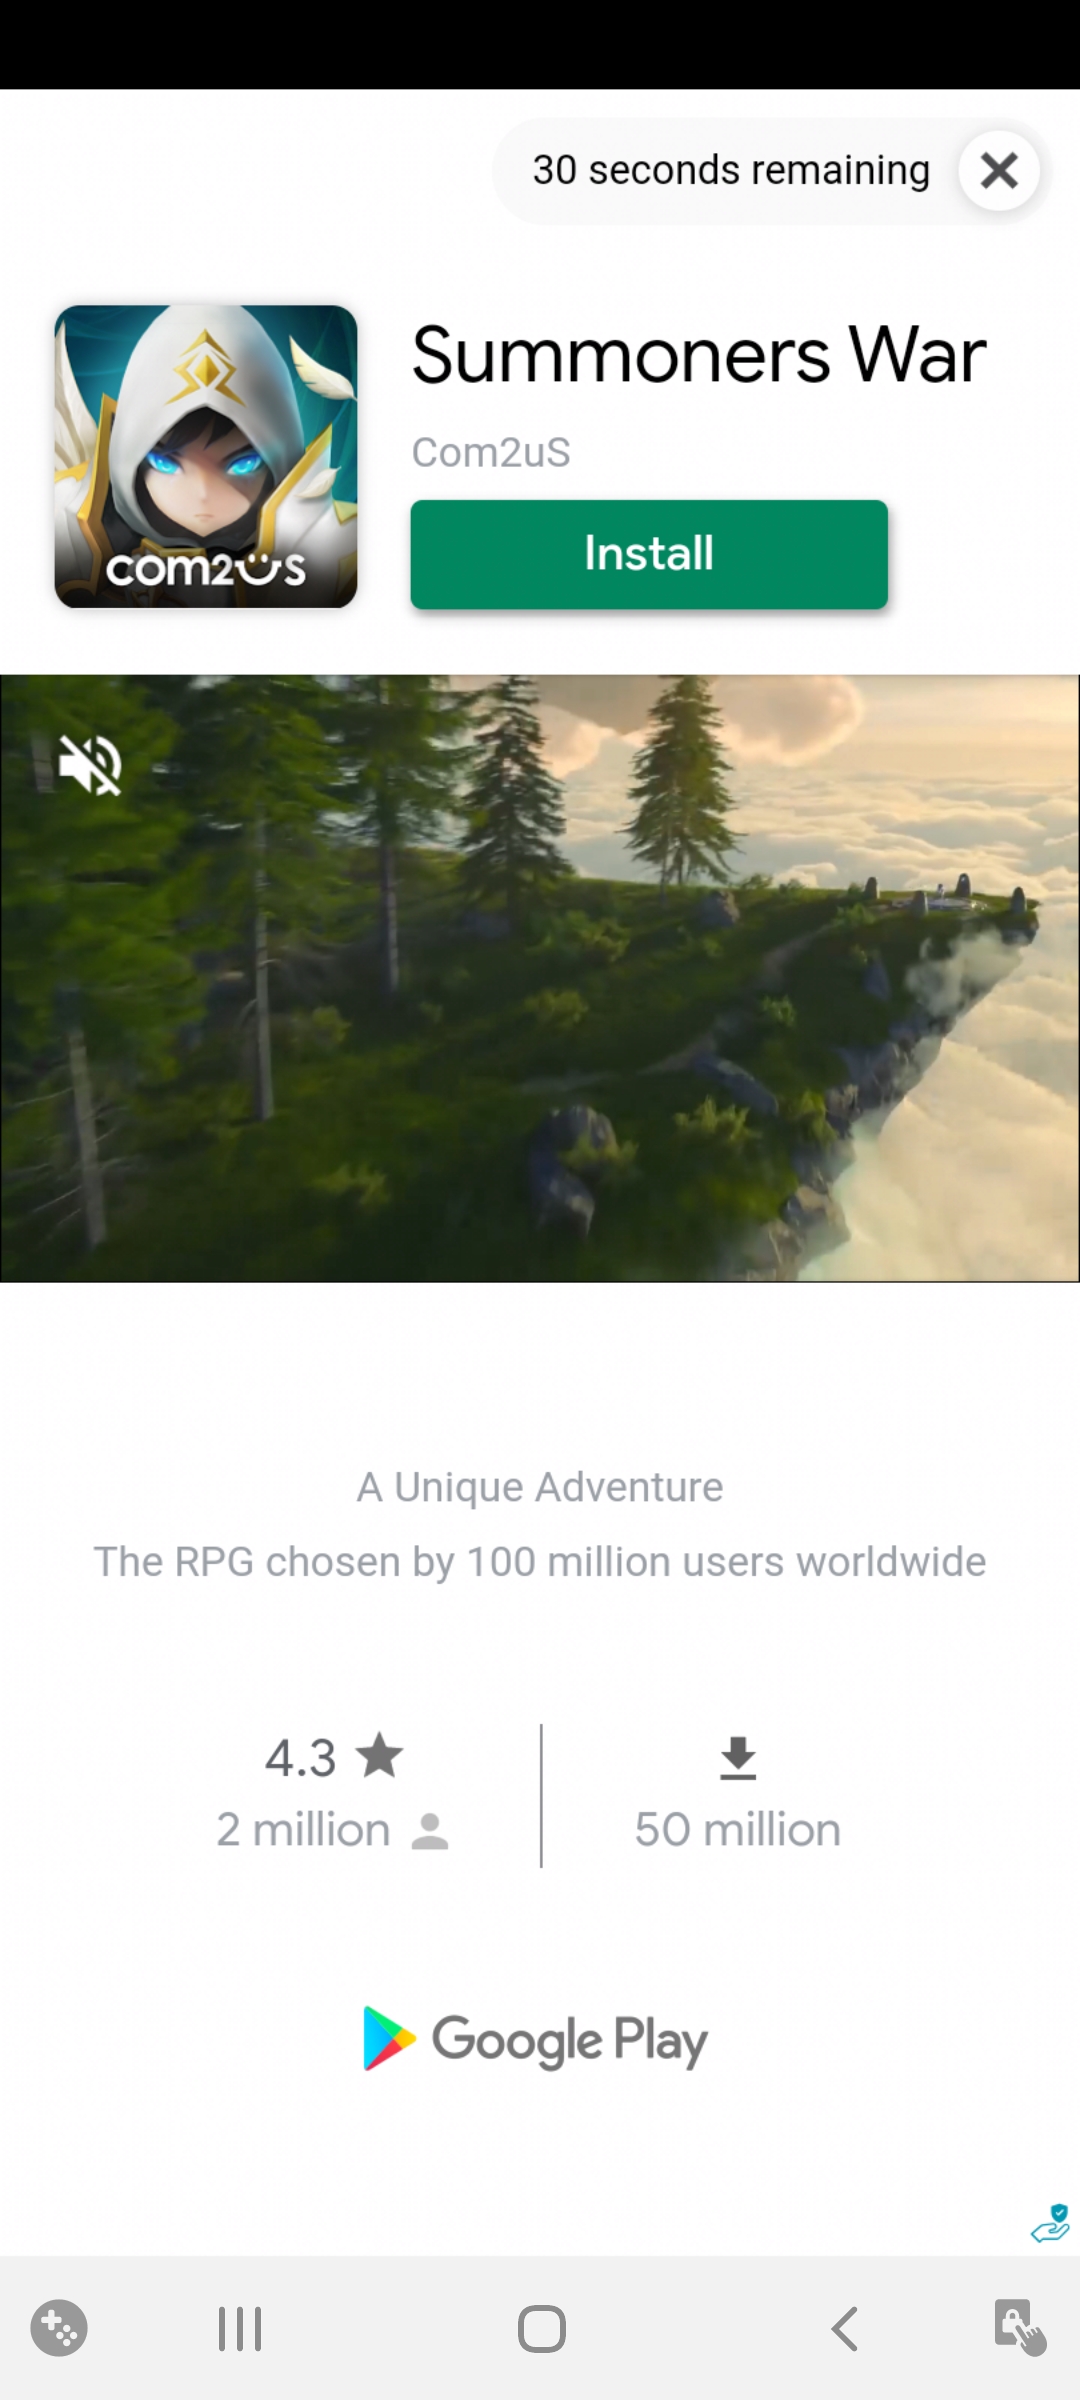 30 seconds remaining
Summoners War
Com2uS
com2us
Install
A Unique Adventure
The RPG chosen by 100 million users worldwide
4.3
2 million
50 million
Google Play